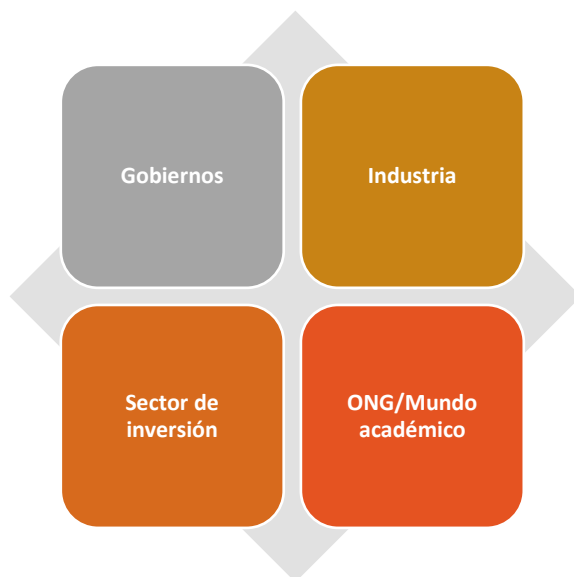 Gobiernos
Industria
Sector de
inversión
ONG/Mundo
académico